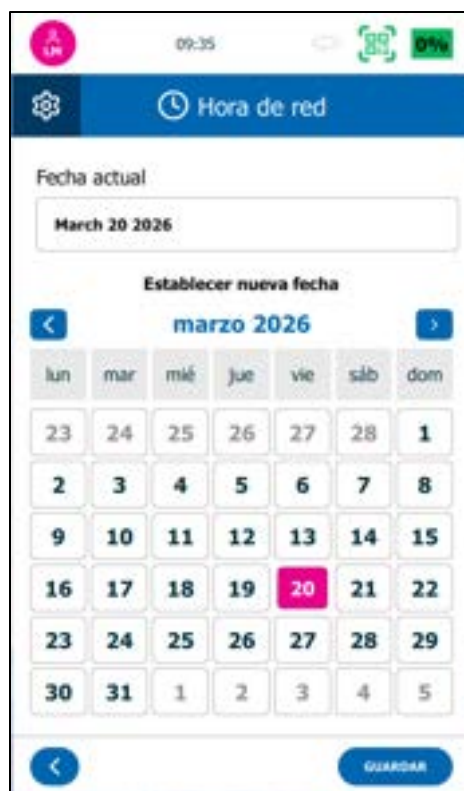 LM
09:35
0%
Hora de red
Fecha actual
March 20 2026
Establecer nueva fecha
marzo 2026
lun mar mié jue vie sáb dom
23 24 25 26 27 28 1
2 3 4 5 6 7 8
9 10 11 12 13 14 15
16 17 18 19 20 21 22
23 24 25 26 27 28 29
30 31 1 2 3 4 5
GUARDAR